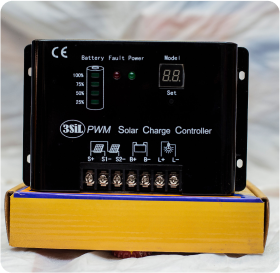 CE
Battery Fault Power
Model
100%
75%
50%
25%
88
Set
3SiL PWM Solar Charge Controller
S+ S1- S2- B+ B- L+ L-